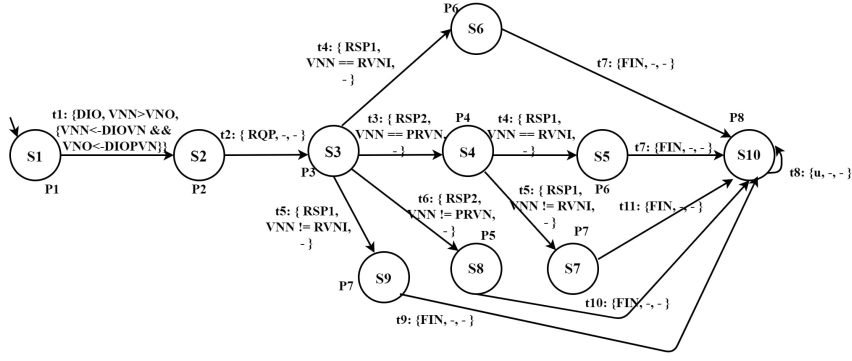 P6
S6
t4: { RSP1,
VNN == RVNI,
- }
t7: {FIN, -, - }
t1: {DIO, VNN>VNO,
{VNN<-DIOVN &&
VNO<-DIOPVN}}
t2: { RQP, -, - }
t3: { RSP2,
VNN == PRVN,
- }
P4
t4: { RSP1,
VNN == RVNI,
- }
t7: {FIN, -, - }
P8
S1
P1
S2
P2
S3
P3
S4
S5
P6
S10
t8: {u, -, - }
t5: { RSP1,
VNN != RVNI,
- }
t6: { RSP2,
VNN != PRVN,
- }
t5: { RSP1,
VNN != RVNI,
- }
t11: {FIN, -, - }
P7
S9
P5
S8
P7
S7
t10: {FIN, -, - }
t9: {FIN, -, - }